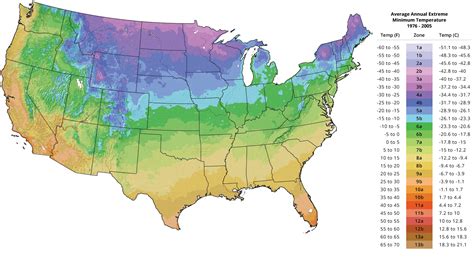 Average Annual Extreme
Minimum Temperature
1976 - 2005
Temp (F) Zone Temp (C)
-60 to -55 1a -51.1 to -48.3
-55 to -50 1b -48.3 to -45.6
-50 to -45 2a -45.6 to -42.8
-45 to -40 2b -42.8 to -40
-40 to -35 3a -40 to -37.2
-35 to -30 3b -37.2 to -34.4
-30 to -25 4a -34.4 to -31.7
-25 to -20 4b -31.7 to -28.9
-20 to -15 5a -28.9 to -26.1
-15 to -10 5b -26.1 to -23.3
-10 to -5 6a -23.3 to -20.6
-5 to 0 6b -20.6 to -17.8
0 to 5 7a -17.8 to -15
5 to 10 7b -15 to -12.2
10 to 15 8a -12.2 to -9.4
15 to 20 8b -9.4 to -6.7
20 to 25 9a -6.7 to -3.9
25 to 30 9b -3.9 to -1.1
30 to 35 10a -1.1 to 1.7
35 to 40 10b 1.7 to 4.4
40 to 45 11a 4.4 to 7.2
45 to 50 11b 7.2 to 10
50 to 55 12a 10 to 12.8
55 to 60 12b 12.8 to 15.6
60 to 65 13a 15.6 to 18.3
65 to 70 13b 18.3 to 21.1